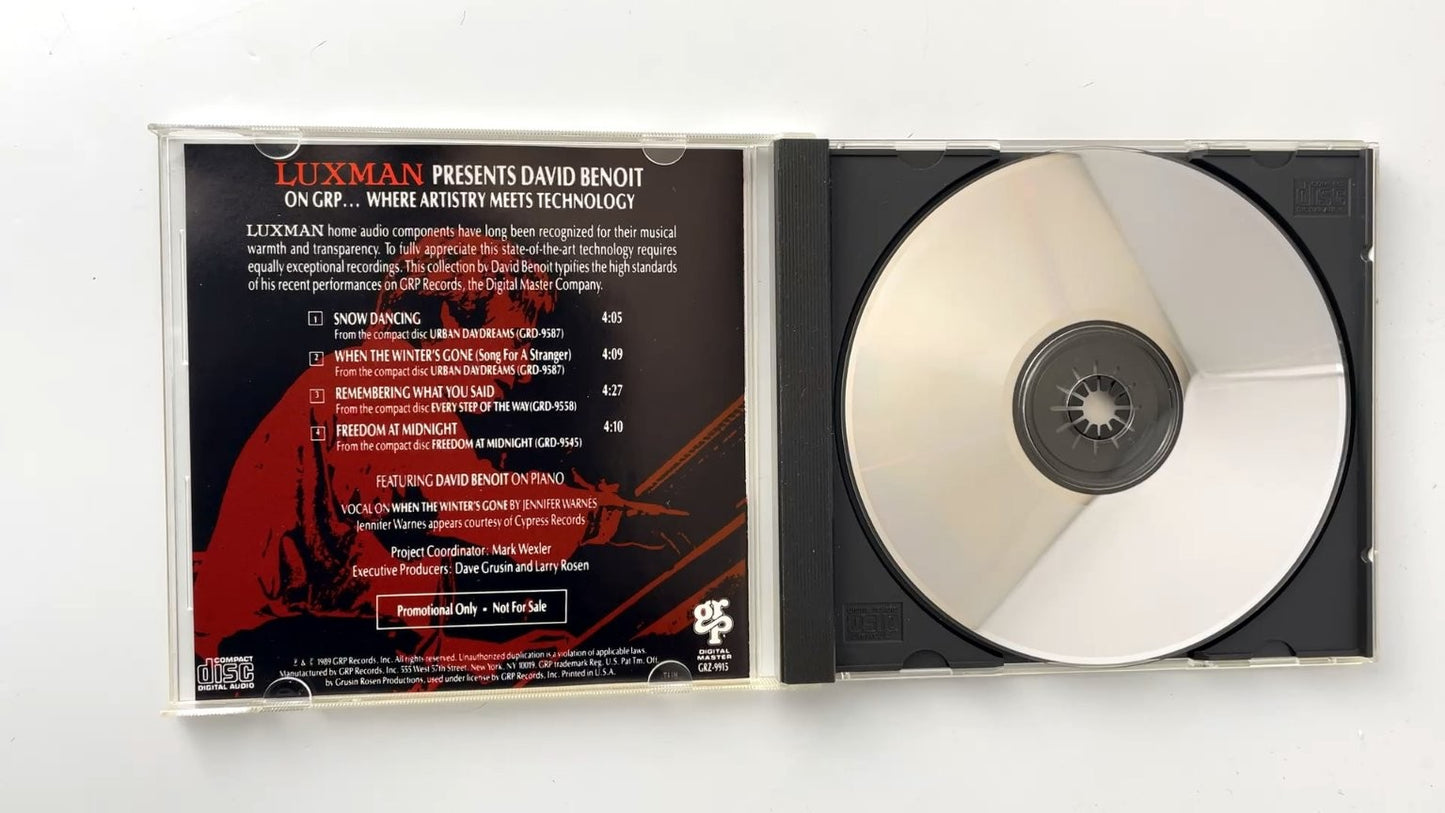 LUXMAN PRESENTS DAVID BENOIT
ON GRP... WHERE ARTISTRY MEETS TECHNOLOGY
LUXMAN home audio components have long been recognized for their musical
warmth and transparency. To fully appreciate this state-of-the-art technology requires
equally exceptional recordings. This collection by David Benoit typifies the high standards
of his recent performances on GRP Records, the Digital Master Company.
1 SNOW DANCING 4:05
From the compact disc URBAN DAYDREAMS (GRD-9587)
2 WHEN THE WINTER'S GONE (Song For A Stranger) 4:09
From the compact disc URBAN DAYDREAMS (GRD-9587)
3 REMEMBERING WHAT YOU SAID 4:27
From the compact disc EVERY STEP OF THE WAY (GRD-9558)
4 FREEDOM AT MIDNIGHT 4:10
From the compact disc FREEDOM AT MIDNIGHT (GRD-9545)
FEATURING DAVID BENOIT ON PIANO
VOCAL ON WHEN THE WINTER'S GONE BY JENNIFER WARNES
Jennifer Warnes appears courtesy of Cypress Records
Project Coordinator: Mark Wexler
Executive Producers: Dave Grusin and Larry Rosen
Promotional Only • Not For Sale
grp
DIGITAL
MASTER
GRZ-9915
COMPACT
disc
DIGITAL AUDIO
℗ & © 1989 GRP Records, Inc. All rights reserved. Unauthorized duplication is a violation of applicable laws.
Manufactured by GRP Records, Inc. 555 West 57th Street, New York, NY 10019. GRP trademark Reg. U.S. Pat Tm. Off.
by Grusin Rosen Productions, used under license by GRP Records, Inc. Printed in U.S.A.
COMPACT
disc